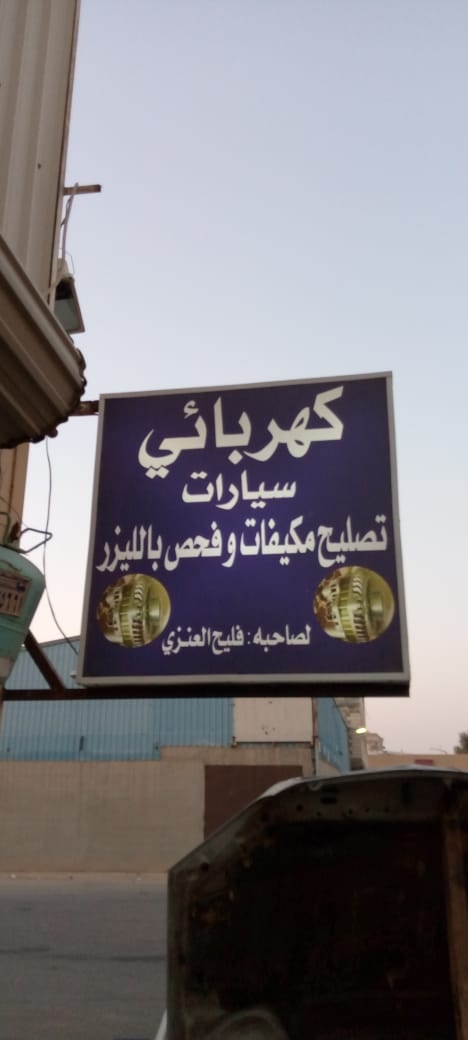 كهربائي
سيارات
تصليح مكيفات و فحص بالليزر
لصاحبه : فليح العنزي